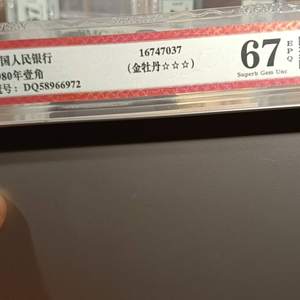 国人民银行
980年壹角
号: DQ58966972
16747037
(金牡丹☆☆☆)
67
EPQ
Superb Gem Unc